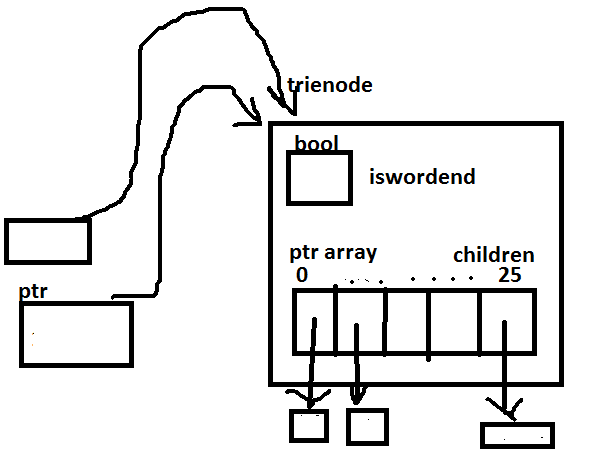 trienode
bool
iswordend
ptr array children
0 . . . . . . . 25
ptr